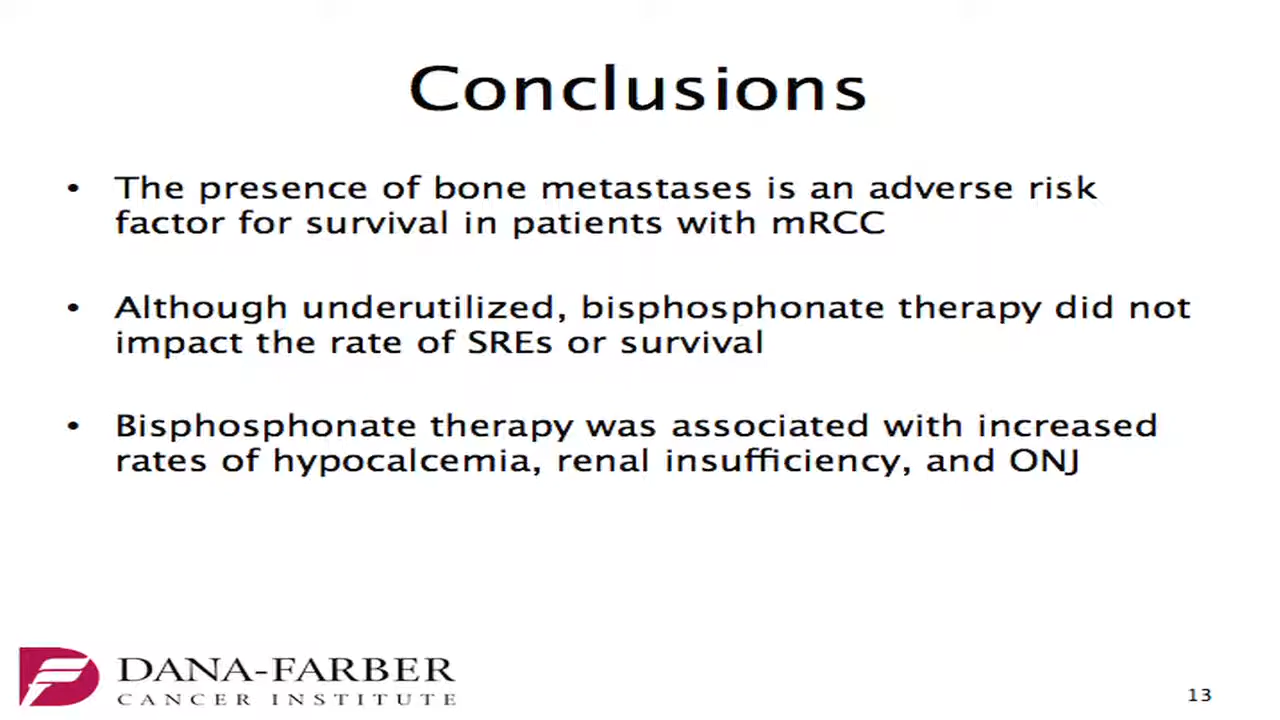 Conclusions
• The presence of bone metastases is an adverse risk
factor for survival in patients with mRCC
• Although underutilized, bisphosphonate therapy did not
impact the rate of SREs or survival
• Bisphosphonate therapy was associated with increased
rates of hypocalcemia, renal insufficiency, and ONJ
DANA-FARBER
CANCER INSTITUTE
13